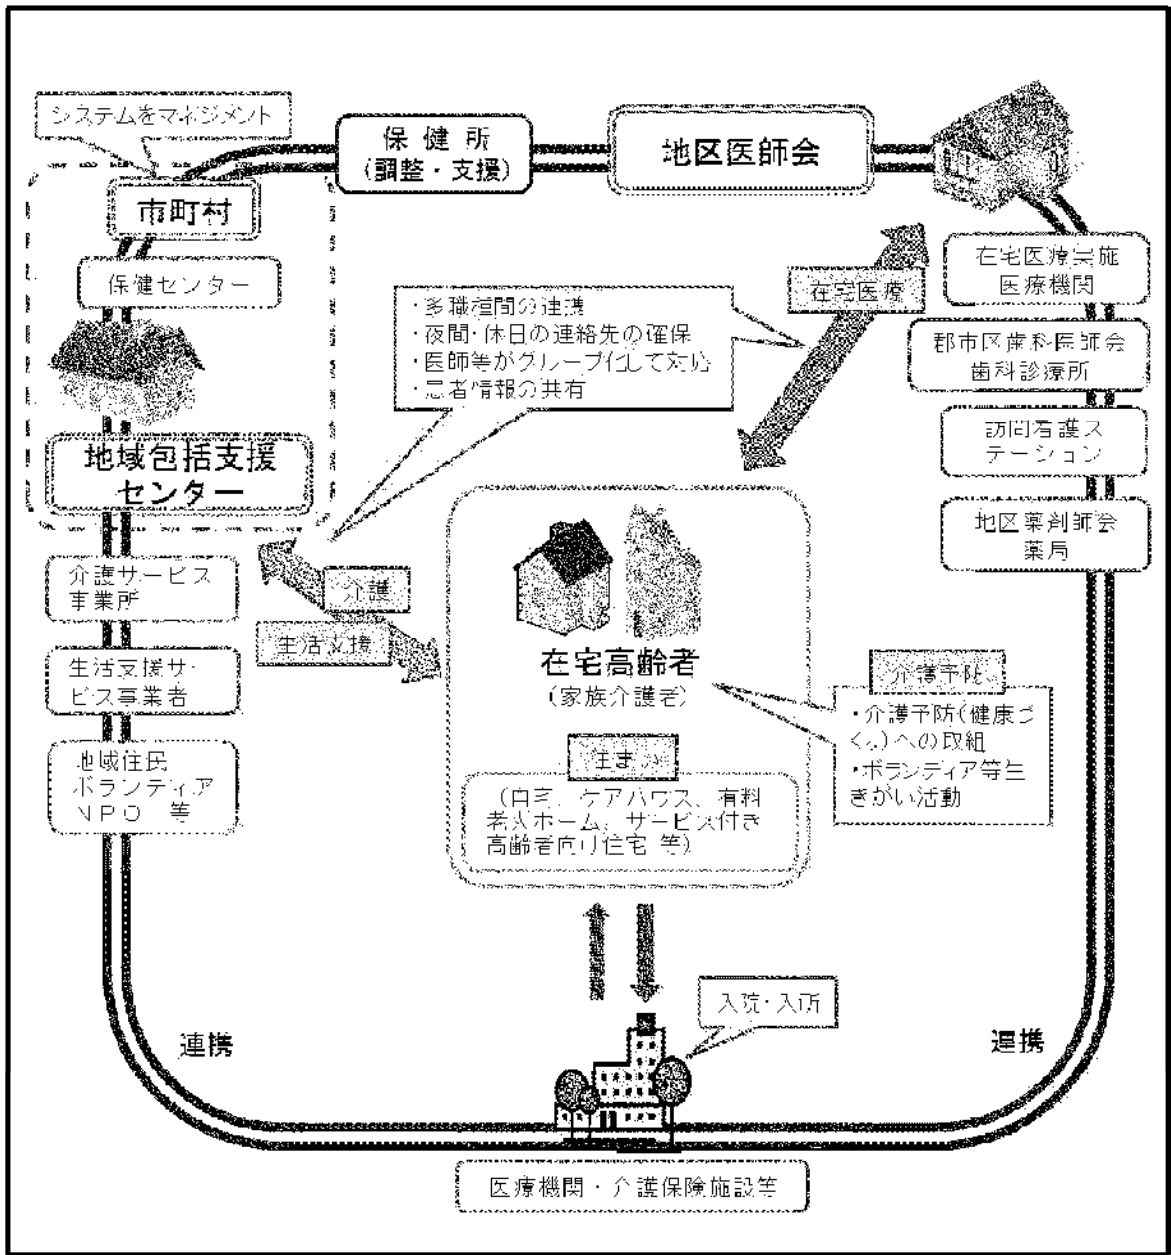 システムをマネジメント
保健所
(調整・支援)
地区医師会
市町村
保健センター
地域包括支援
センター
介護サービス
事業所
生活支援サー
ビス事業者
地域住民
ボランティア
NPO 等
・多職種間の連携
・夜間・休日の連絡先の確保
・医師等がグループ化して対応
・患者情報の共有
在宅医療
在宅医療実施
医療機関
郡市区歯科医師会
歯科診療所
訪問看護ス
テーション
地区薬剤師会
薬局
介護
生活支援
在宅高齢者
(家族介護者)
住まい
(自宅、ケアハウス、有料
老人ホーム、サービス付き
高齢者向け住宅 等)
介護予防
・介護予防(健康づ
くり)への取組
・ボランティア等生
きがい活動
入院・入所
連携
連携
医療機関・介護保険施設等